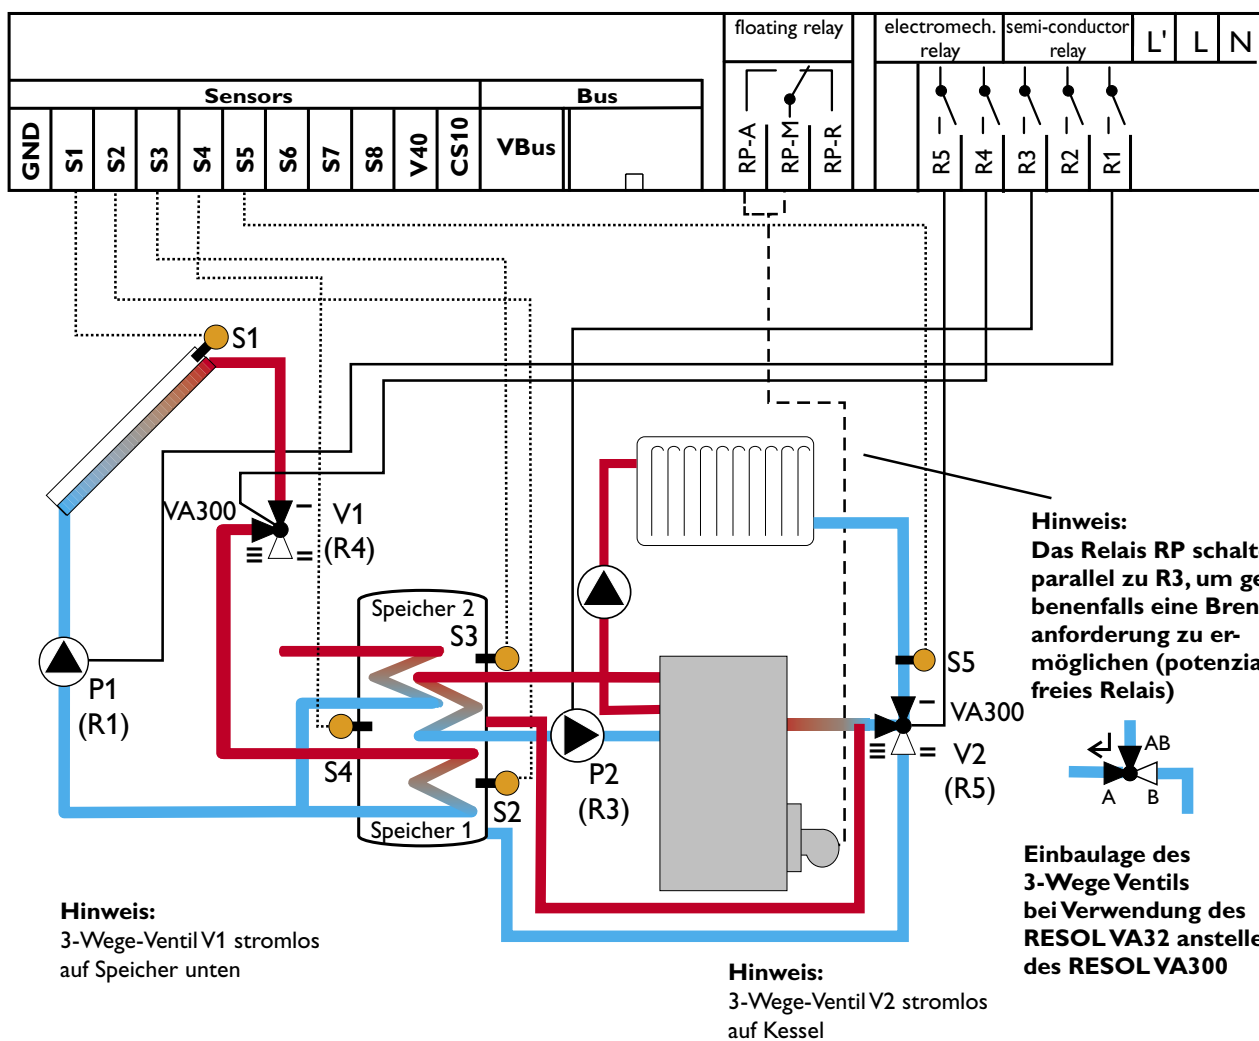 floating relay
electromech.
relay
semi-conductor
relay
L'
L
N
Sensors
Bus
GND
S1
S2
S3
S4
S5
S6
S7
S8
V40
CS10
VBus
RP-A
RP-M
RP-R
R5
R4
R3
R2
R1
S1
VA300
V1
(R4)
Speicher 2
S3
S5
P1
(R1)
S4
S2
Speicher 1
P2
(R3)
VA300
V2
(R5)
Hinweis:
Das Relais RP schalt
parallel zu R3, um ge
benenfalls eine Bren
anforderung zu er-
möglichen (potenzia
freies Relais)
AB
A
B
Einbaulage des
3-Wege Ventils
bei Verwendung des
RESOL VA32 anstelle
des RESOL VA300
Hinweis:
3-Wege-Ventil V1 stromlos
auf Speicher unten
Hinweis:
3-Wege-Ventil V2 stromlos
auf Kessel